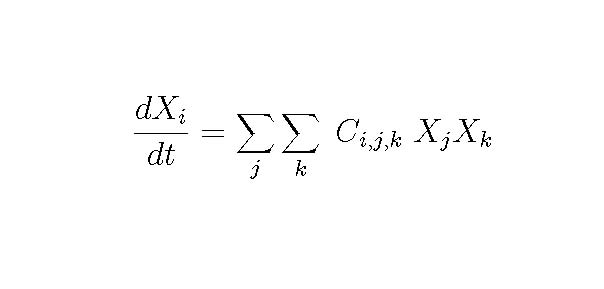 dX_i/dt = ∑_j ∑_k C_{i,j,k} X_j X_k